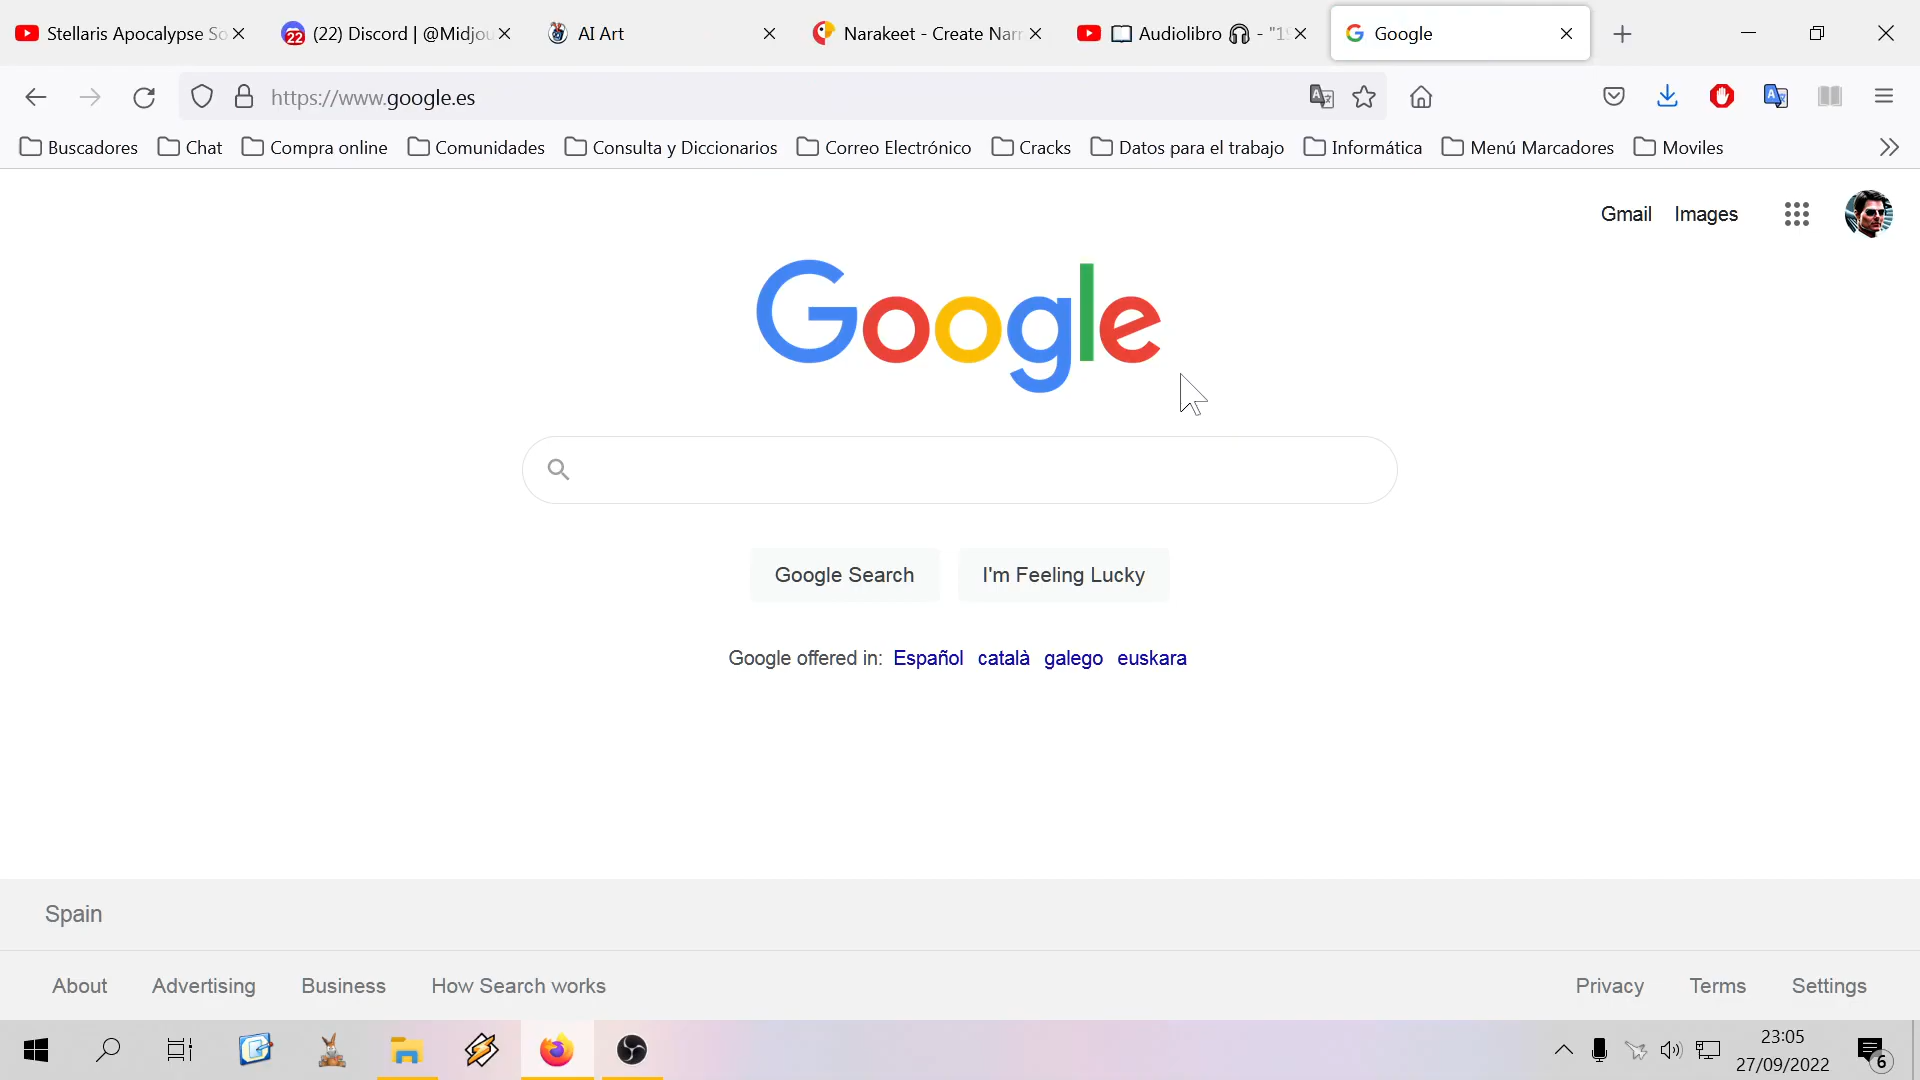 Stellaris Apocalypse So
(22) Discord | @Midjou
AI Art
Narakeet - Create Narr
Audiolibro - "19
Google
https://www.google.es
Buscadores
Chat
Compra online
Comunidades
Consulta y Diccionarios
Correo Electrónico
Cracks
Datos para el trabajo
Informática
Menú Marcadores
Moviles
Gmail
Images
Google
Google Search
I'm Feeling Lucky
Google offered in: Español català galego euskara
Spain
About
Advertising
Business
How Search works
Privacy
Terms
Settings
23:05
27/09/2022
6